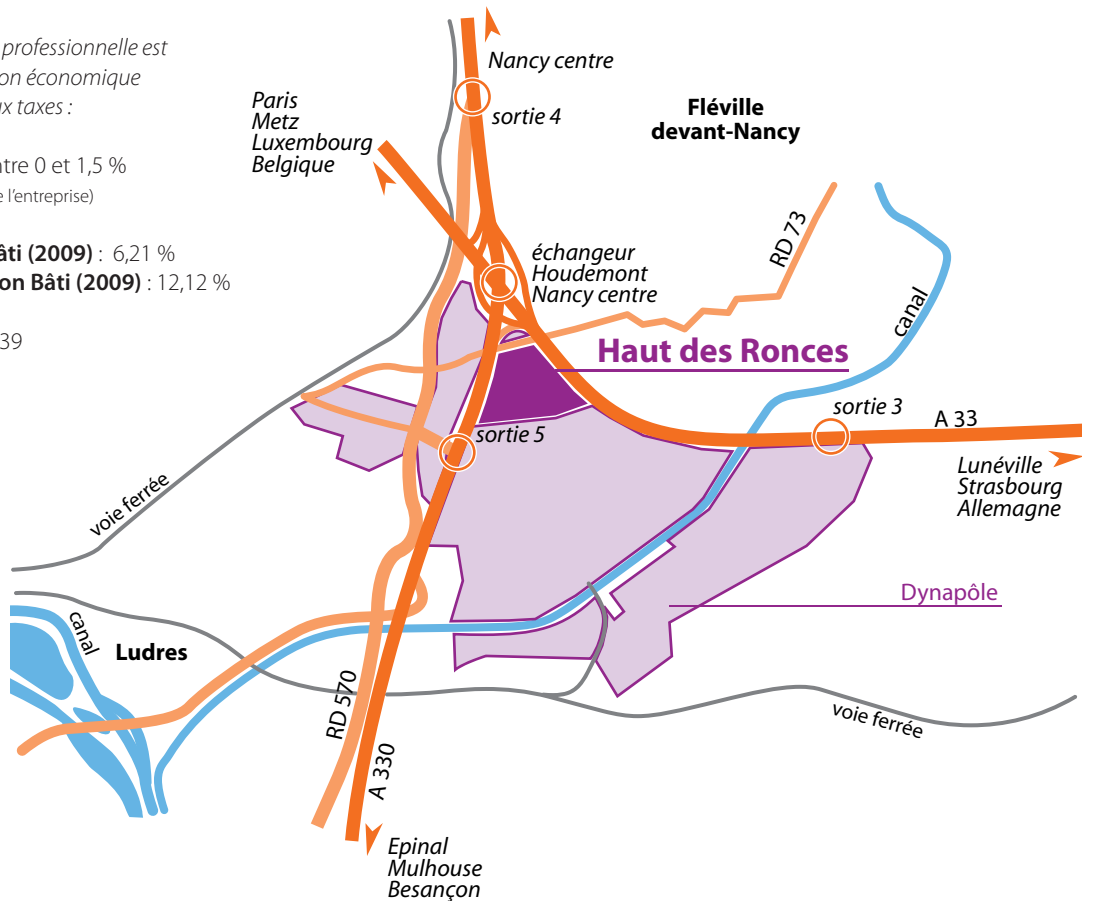 professionnelle est
on économique
ux taxes :
ntre 0 et 1,5 %
e l'entreprise)
âti (2009) : 6,21 %
on Bâti (2009) : 12,12 %
39
Nancy centre
sortie 4
Paris
Metz
Luxembourg
Belgique
Fléville
devant-Nancy
RD 73
canal
échangeur
Houdemont
Nancy centre
Haut des Ronces
sortie 3
A 33
sortie 5
Lunéville
Strasbourg
Allemagne
voie ferrée
Dynapôle
canal
Ludres
RD 570
A 330
voie ferrée
Epinal
Mulhouse
Besançon